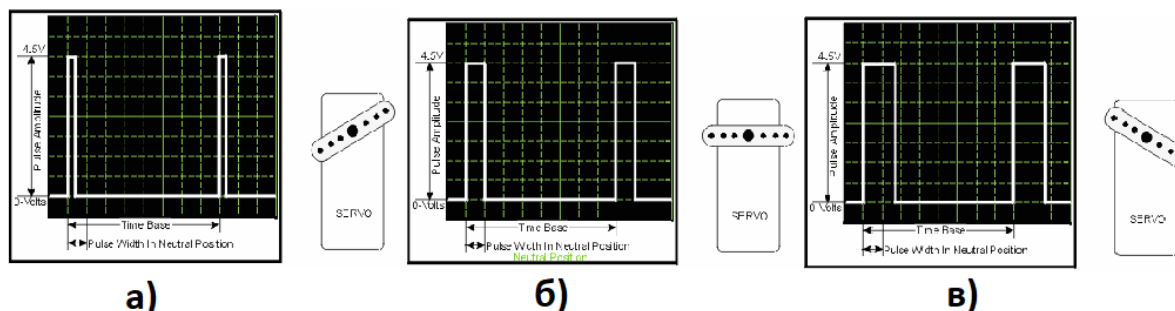 4.5V
Pulse Amplitude
0-Volts
Time Base
Pulse Width In Neutral Position
SERVO
а)
4.5V
Pulse Amplitude
0-Volts
Time Base
Pulse Width In Neutral Position
Neutral Position
SERVO
б)
4.5V
Pulse Amplitude
0-Volts
Time Base
Pulse Width In Neutral Position
SERVO
в)